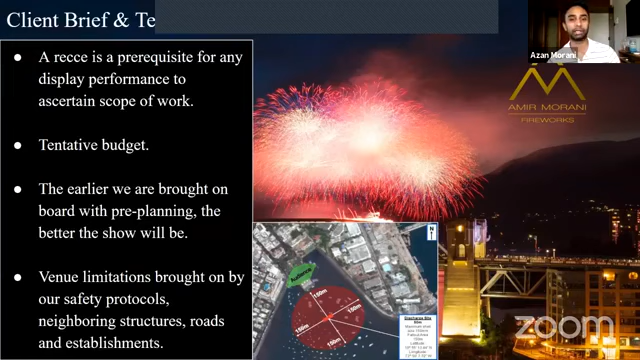 Client Brief & Te
● A recce is a prerequisite for any
display performance to
ascertain scope of work.
● Tentative budget.
● The earlier we are brought on
board with pre-planning, the
better the show will be.
● Venue limitations brought on by
our safety protocols,
neighboring structures, roads
and establishments.
Azan Morani
AMIR MORANI
FIREWORKS
N
Audience
150m
150m
150m
150m
Discharge Site
zoom